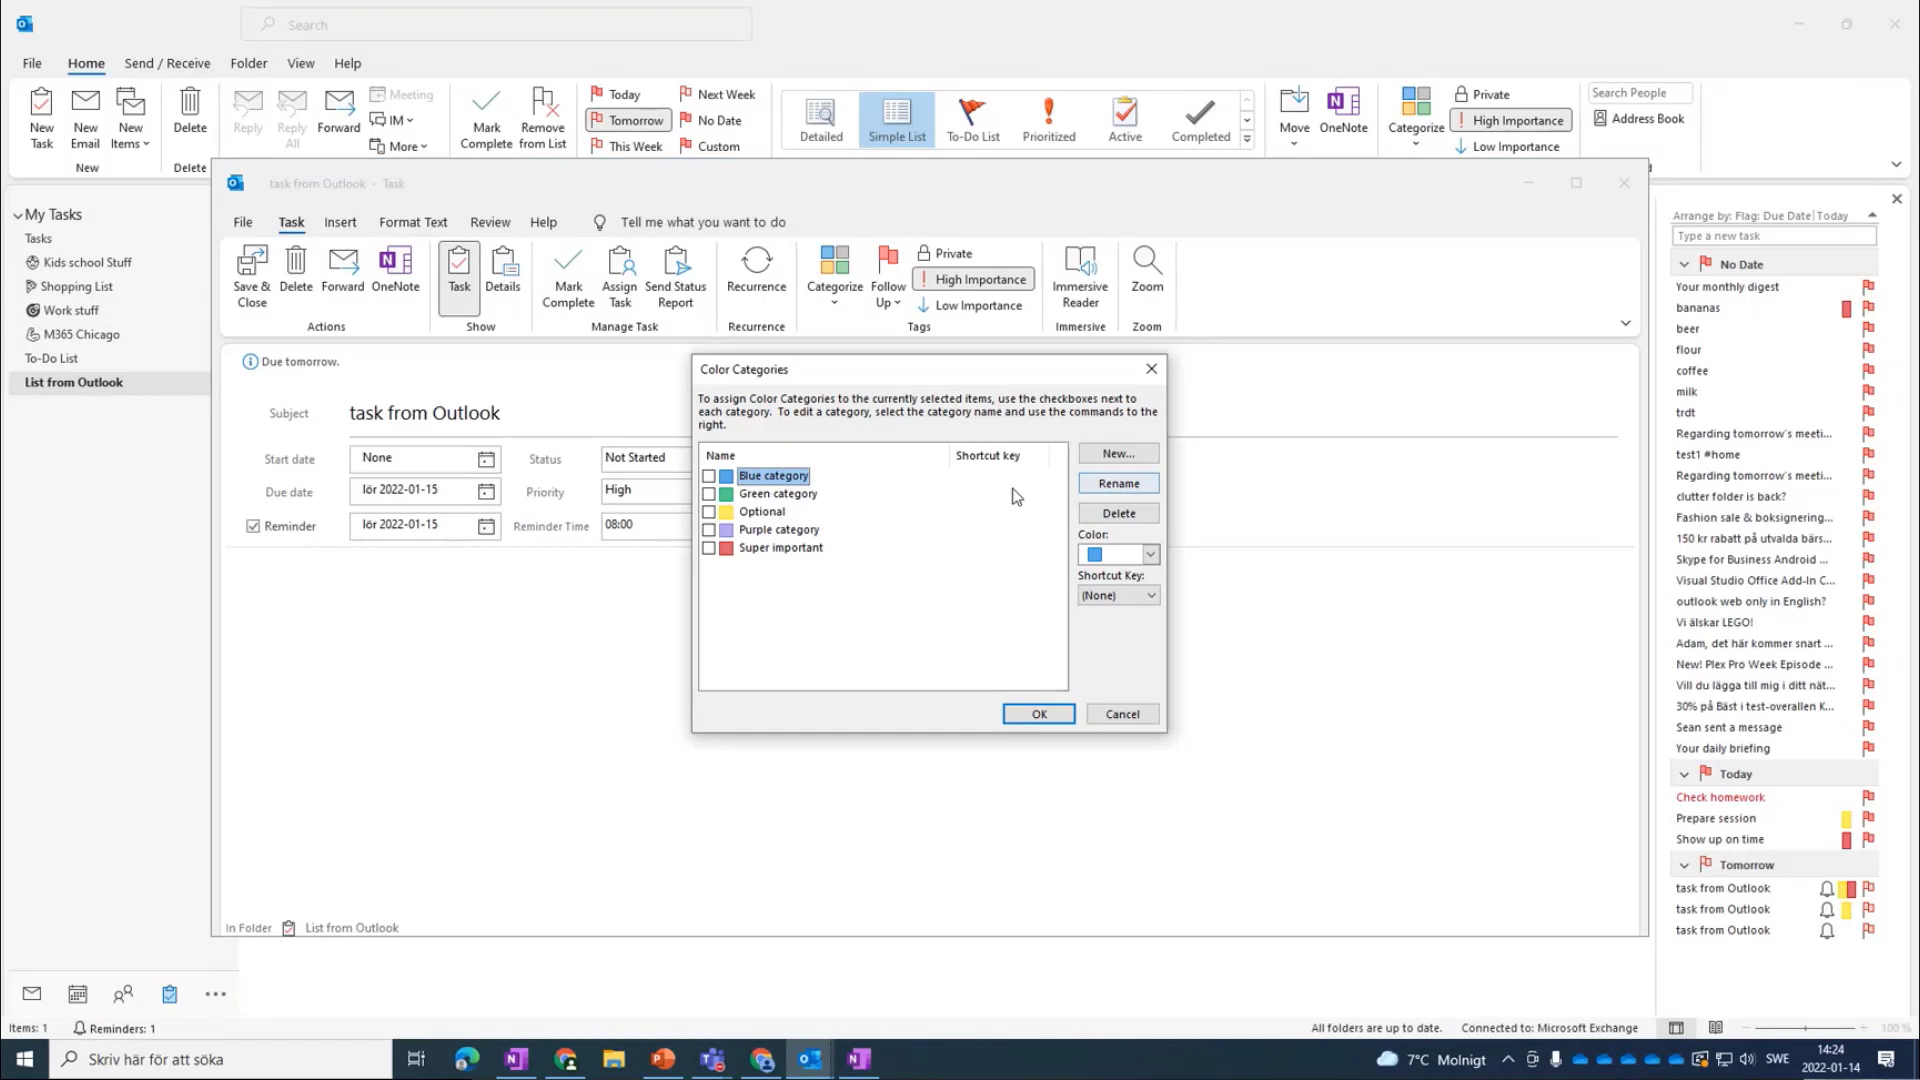 Search
File Home Send / Receive Folder View Help
New Task
New Email
New Items
New
Delete
Delete
Reply
Reply All
Forward
Meeting
IM
More
Mark Complete
Remove from List
Today
Tomorrow
This Week
Next Week
No Date
Custom
Detailed
Simple List
To-Do List
Prioritized
Active
Completed
Move
OneNote
Categorize
Private
High Importance
Low Importance
Search People
Address Book
My Tasks
Tasks
Kids school Stuff
Shopping List
Work stuff
M365 Chicago
To-Do List
List from Outlook
task from Outlook - Task
File Task Insert Format Text Review Help Tell me what you want to do
Save & Close
Delete
Forward
OneNote
Actions
Task
Details
Show
Mark Complete
Assign Task
Send Status Report
Manage Task
Recurrence
Recurrence
Categorize
Follow Up
Private
High Importance
Low Importance
Tags
Immersive Reader
Immersive
Zoom
Zoom
Due tomorrow.
Subject task from Outlook
Start date None Status Not Started
Due date lör 2022-01-15 Priority High
Reminder lör 2022-01-15 Reminder Time 08:00
Color Categories
To assign Color Categories to the currently selected items, use the checkboxes next to
each category. To edit a category, select the category name and use the commands to the
right.
Name Shortcut key
Blue category
Green category
Optional
Purple category
Super important
New...
Rename
Delete
Color:
Shortcut Key:
(None)
OK Cancel
In Folder List from Outlook
Arrange by: Flag: Due Date Today
Type a new task
No Date
Your monthly digest
bananas
beer
flour
coffee
milk
trdt
Regarding tomorrow's meeti...
test1 #home
Regarding tomorrow's meeti...
clutter folder is back?
Fashion sale & boksignering...
150 kr rabatt på utvalda bärs...
Skype for Business Android ...
Visual Studio Office Add-In C...
outlook web only in English?
Vi älskar LEGO!
Adam, det här kommer snart ...
New! Plex Pro Week Episode ...
Vill du lägga till mig i ditt nät...
30% på Bäst i test-overallen K...
Sean sent a message
Your daily briefing
Today
Check homework
Prepare session
Show up on time
Tomorrow
task from Outlook
task from Outlook
task from Outlook
Items: 1 Reminders: 1 All folders are up to date. Connected to: Microsoft Exchange 100 %
Skriv här för att söka 7°C Molnigt SWE 14:24
2022-01-14